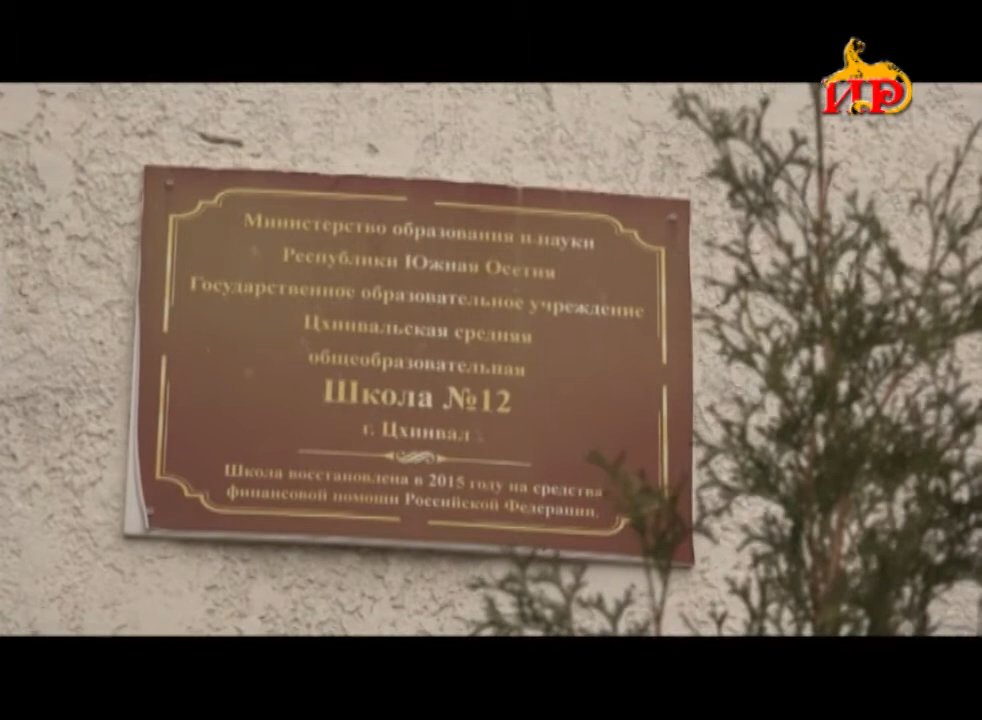 ИР
Министерство образования и науки
Республики Южная Осетия
Государственное образовательное учреждение
Цхинвальская средняя
общеобразовательная
Школа №12
г. Цхинвал
Школа восстановлена в 2015 году на средства
финансовой помощи Российской Федерации.